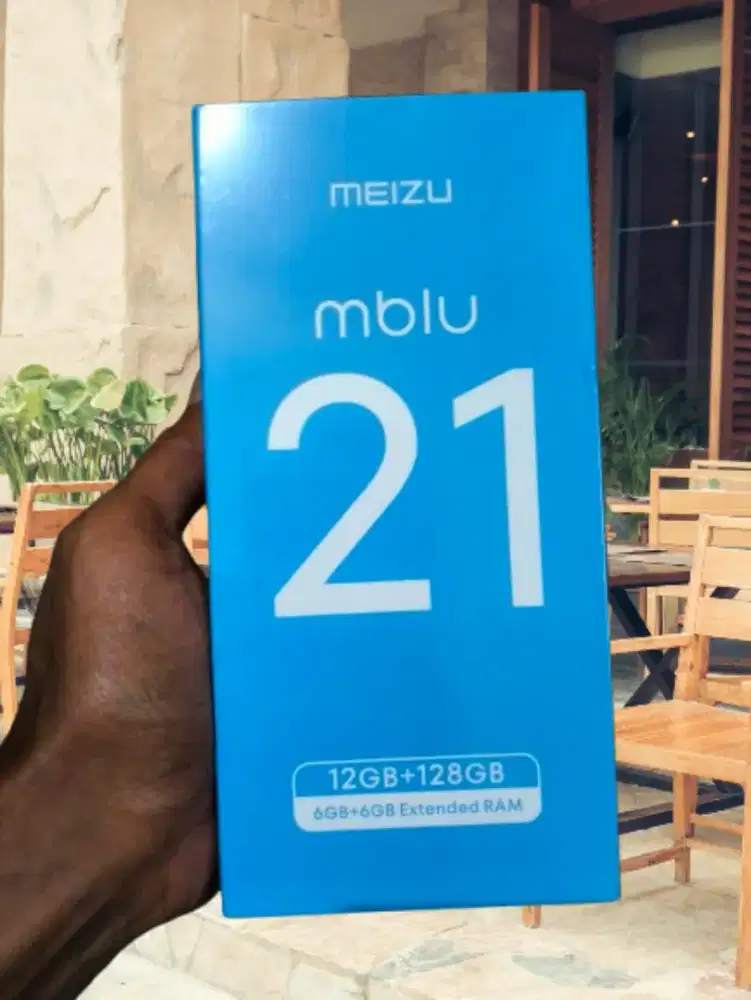 MEIZU
mblu
21
12GB+128GB
6GB+6GB Extended RAM